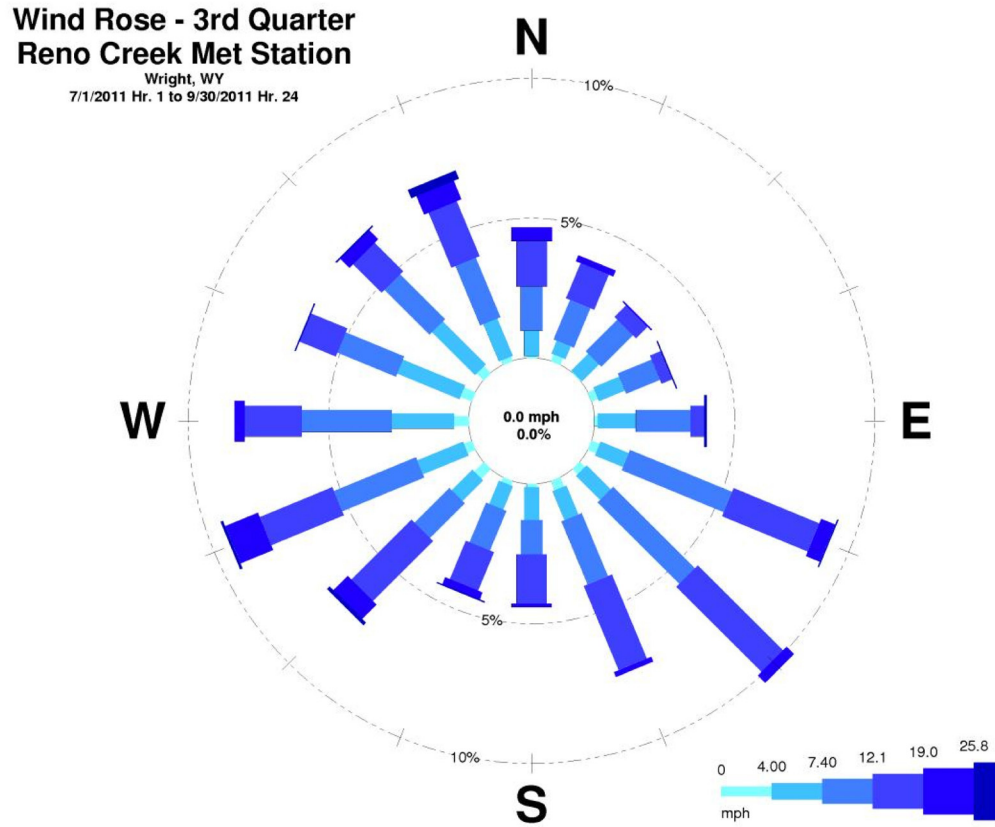 Wind Rose - 3rd Quarter
Reno Creek Met Station
Wright, WY
7/1/2011 Hr. 1 to 9/30/2011 Hr. 24
N
10%
5%
W
0.0 mph
0.0%
E
5%
10%
S
0 4.00 7.40 12.1 19.0 25.8
mph